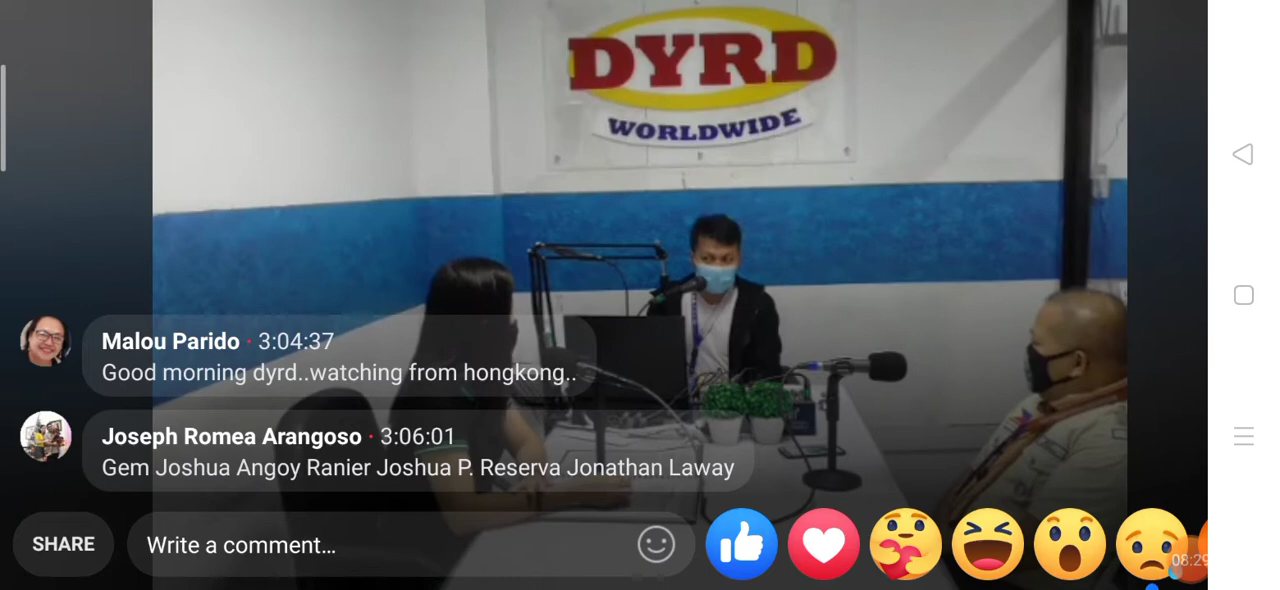 DYRD
WORLDWIDE
Malou Parido · 3:04:37
Good morning dyrd..watching from hongkong..
Joseph Romea Arangoso · 3:06:01
Gem Joshua Angoy Ranier Joshua P. Reserva Jonathan Laway
SHARE
Write a comment...
08:29